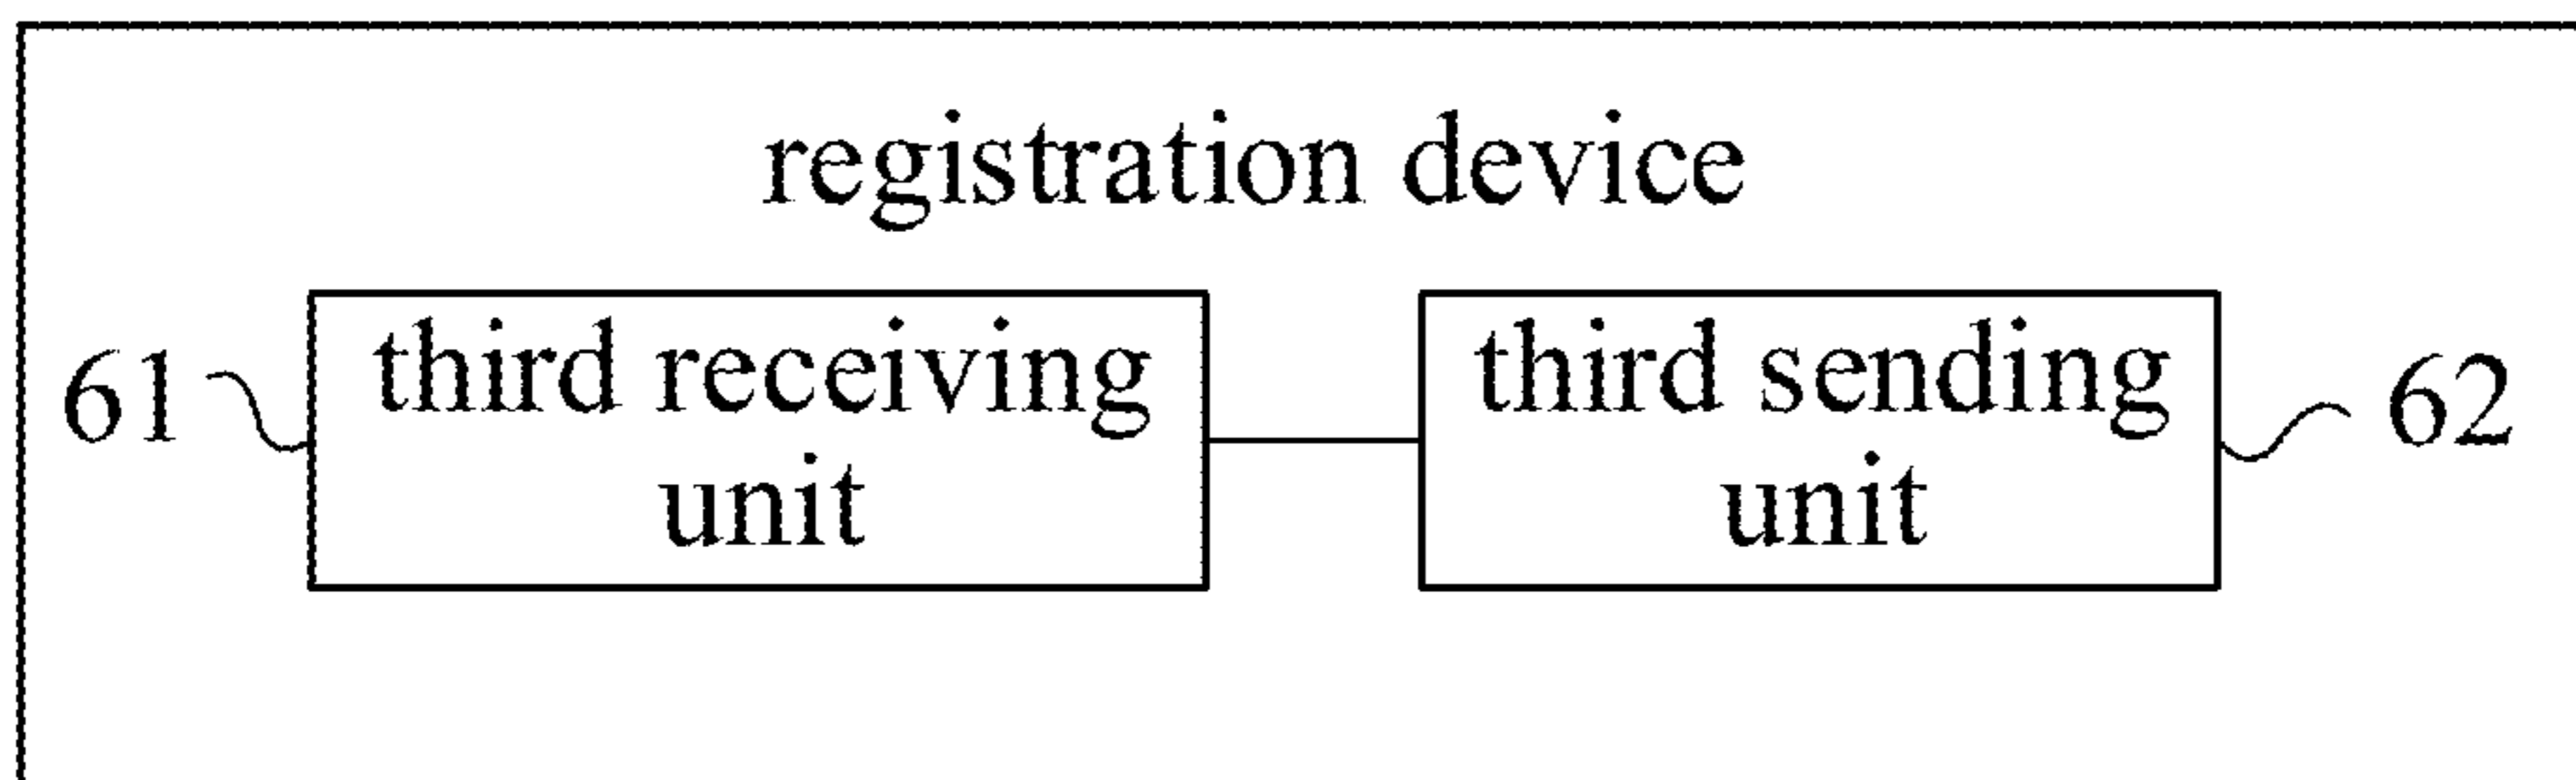 registration device
61
third receiving
unit
third sending
unit
62